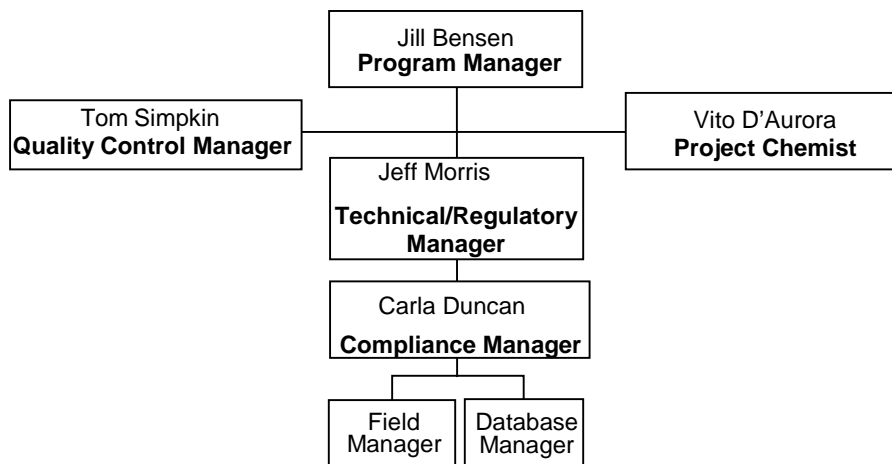 Jill Bensen
Program Manager
Tom Simpkin
Quality Control Manager
Vito D'Aurora
Project Chemist
Jeff Morris
Technical/Regulatory
Manager
Carla Duncan
Compliance Manager
Field
Manager
Database
Manager